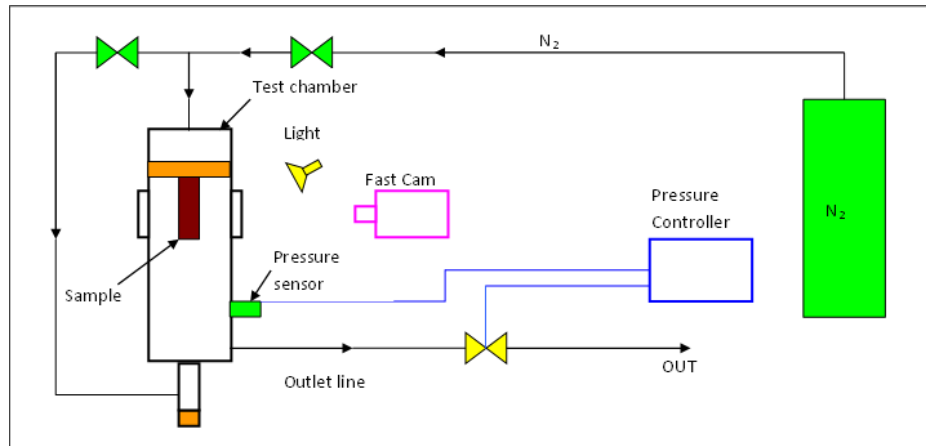 N₂
Test chamber
Light
Fast Cam
Pressure
Controller
N₂
Pressure
sensor
Sample
Outlet line
OUT